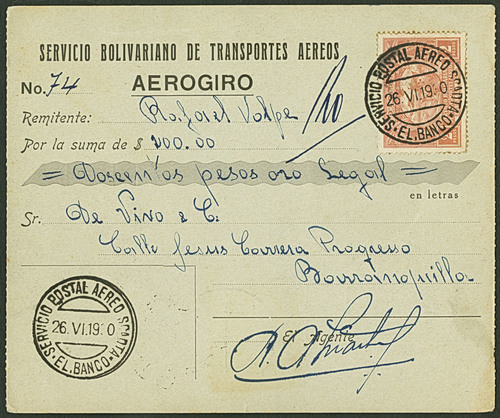 SERVICIO BOLIVARIANO DE TRANSPORTES AEREOS
No. 74 AEROGIRO
Remitente: Rafael Volpe
Por la suma de $ 200.00
= Doscientos pesos oro Legal =
en letras
Sr. De Vivo & C.
Calle Jesus Carrera Progreso
Barranquilla
El Agente
SERVICIO POSTAL AEREO SCADTA
26.VI.19 0
EL.BANCO
SERVICIO POSTAL AEREO SCADTA
26.VI.19 0
EL.BANCO